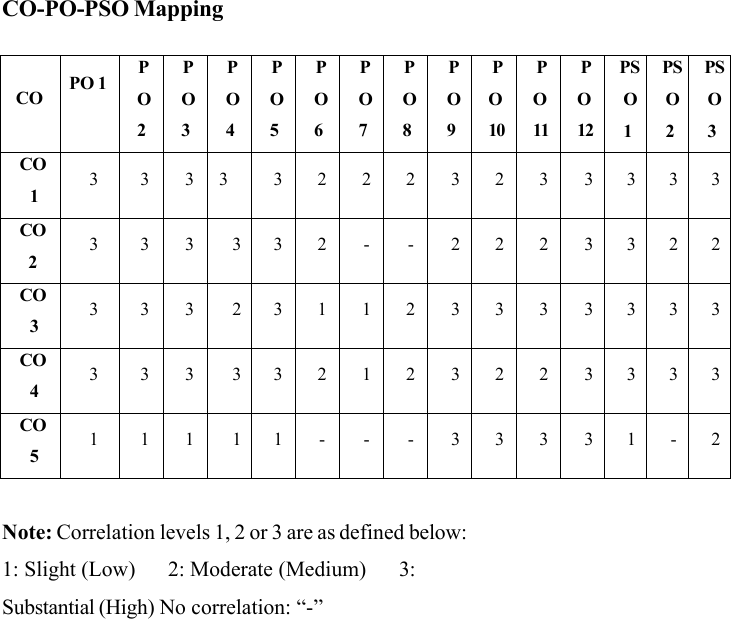 CO-PO-PSO Mapping
CO PO 1 P O 2 P O 3 P O 4 P O 5 P O 6 P O 7 P O 8 P O 9 P O 10 P O 11 P O 12 PS O 1 PS O 2 PS O 3
CO 1 3 3 3 3 3 2 2 2 3 2 3 3 3 3 3
CO 2 3 3 3 3 3 2 - - 2 2 2 3 3 2 2
CO 3 3 3 3 2 3 1 1 2 3 3 3 3 3 3 3
CO 4 3 3 3 3 3 2 1 2 3 2 2 3 3 3 3
CO 5 1 1 1 1 1 - - - 3 3 3 3 1 - 2
Note: Correlation levels 1, 2 or 3 are as defined below:
1: Slight (Low) 2: Moderate (Medium) 3:
Substantial (High) No correlation: “-”